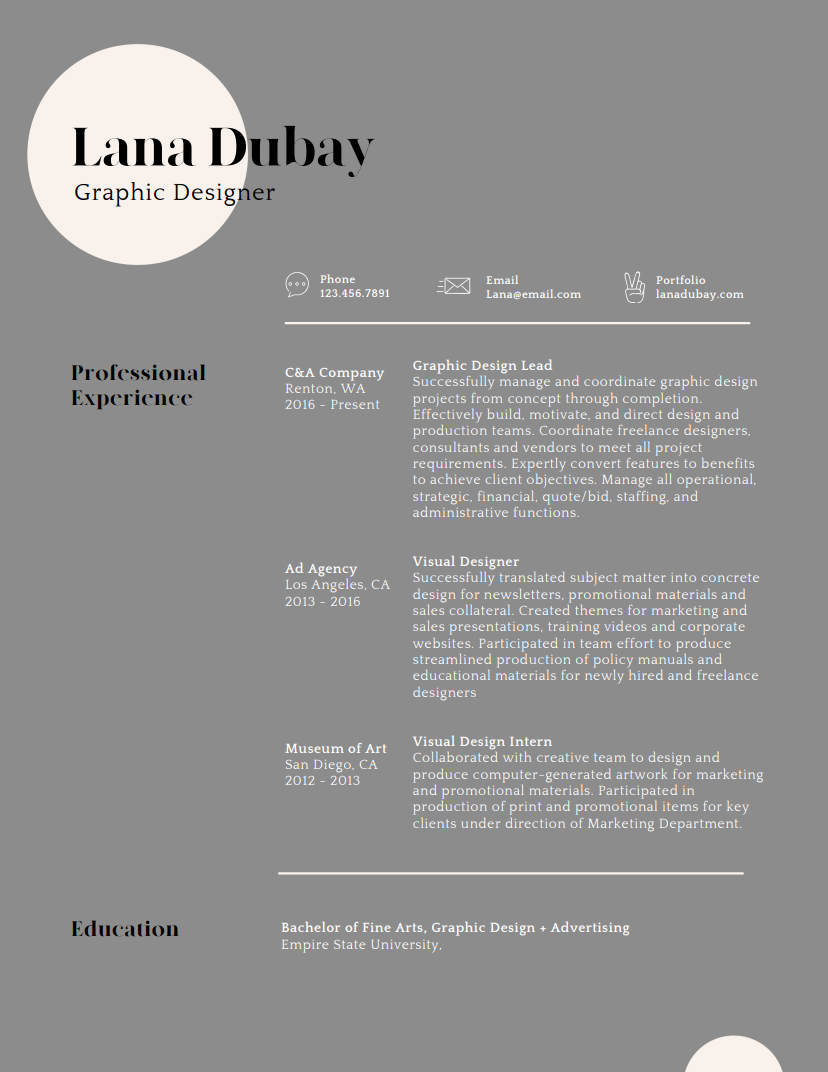 Lana Dubay
Graphic Designer
Phone
123.456.7891
Email
Lana@email.com
Portfolio
lanadubay.com
Professional
Experience
C&A Company
Renton, WA
2016 - Present
Graphic Design Lead
Successfully manage and coordinate graphic design
projects from concept through completion.
Effectively build, motivate, and direct design and
production teams. Coordinate freelance designers,
consultants and vendors to meet all project
requirements. Expertly convert features to benefits
to achieve client objectives. Manage all operational,
strategic, financial, quote/bid, staffing, and
administrative functions.
Ad Agency
Los Angeles, CA
2013 - 2016
Visual Designer
Successfully translated subject matter into concrete
design for newsletters, promotional materials and
sales collateral. Created themes for marketing and
sales presentations, training videos and corporate
websites. Participated in team effort to produce
streamlined production of policy manuals and
educational materials for newly hired and freelance
designers
Museum of Art
San Diego, CA
2012 - 2013
Visual Design Intern
Collaborated with creative team to design and
produce computer-generated artwork for marketing
and promotional materials. Participated in
production of print and promotional items for key
clients under direction of Marketing Department.
Education
Bachelor of Fine Arts, Graphic Design + Advertising
Empire State University,